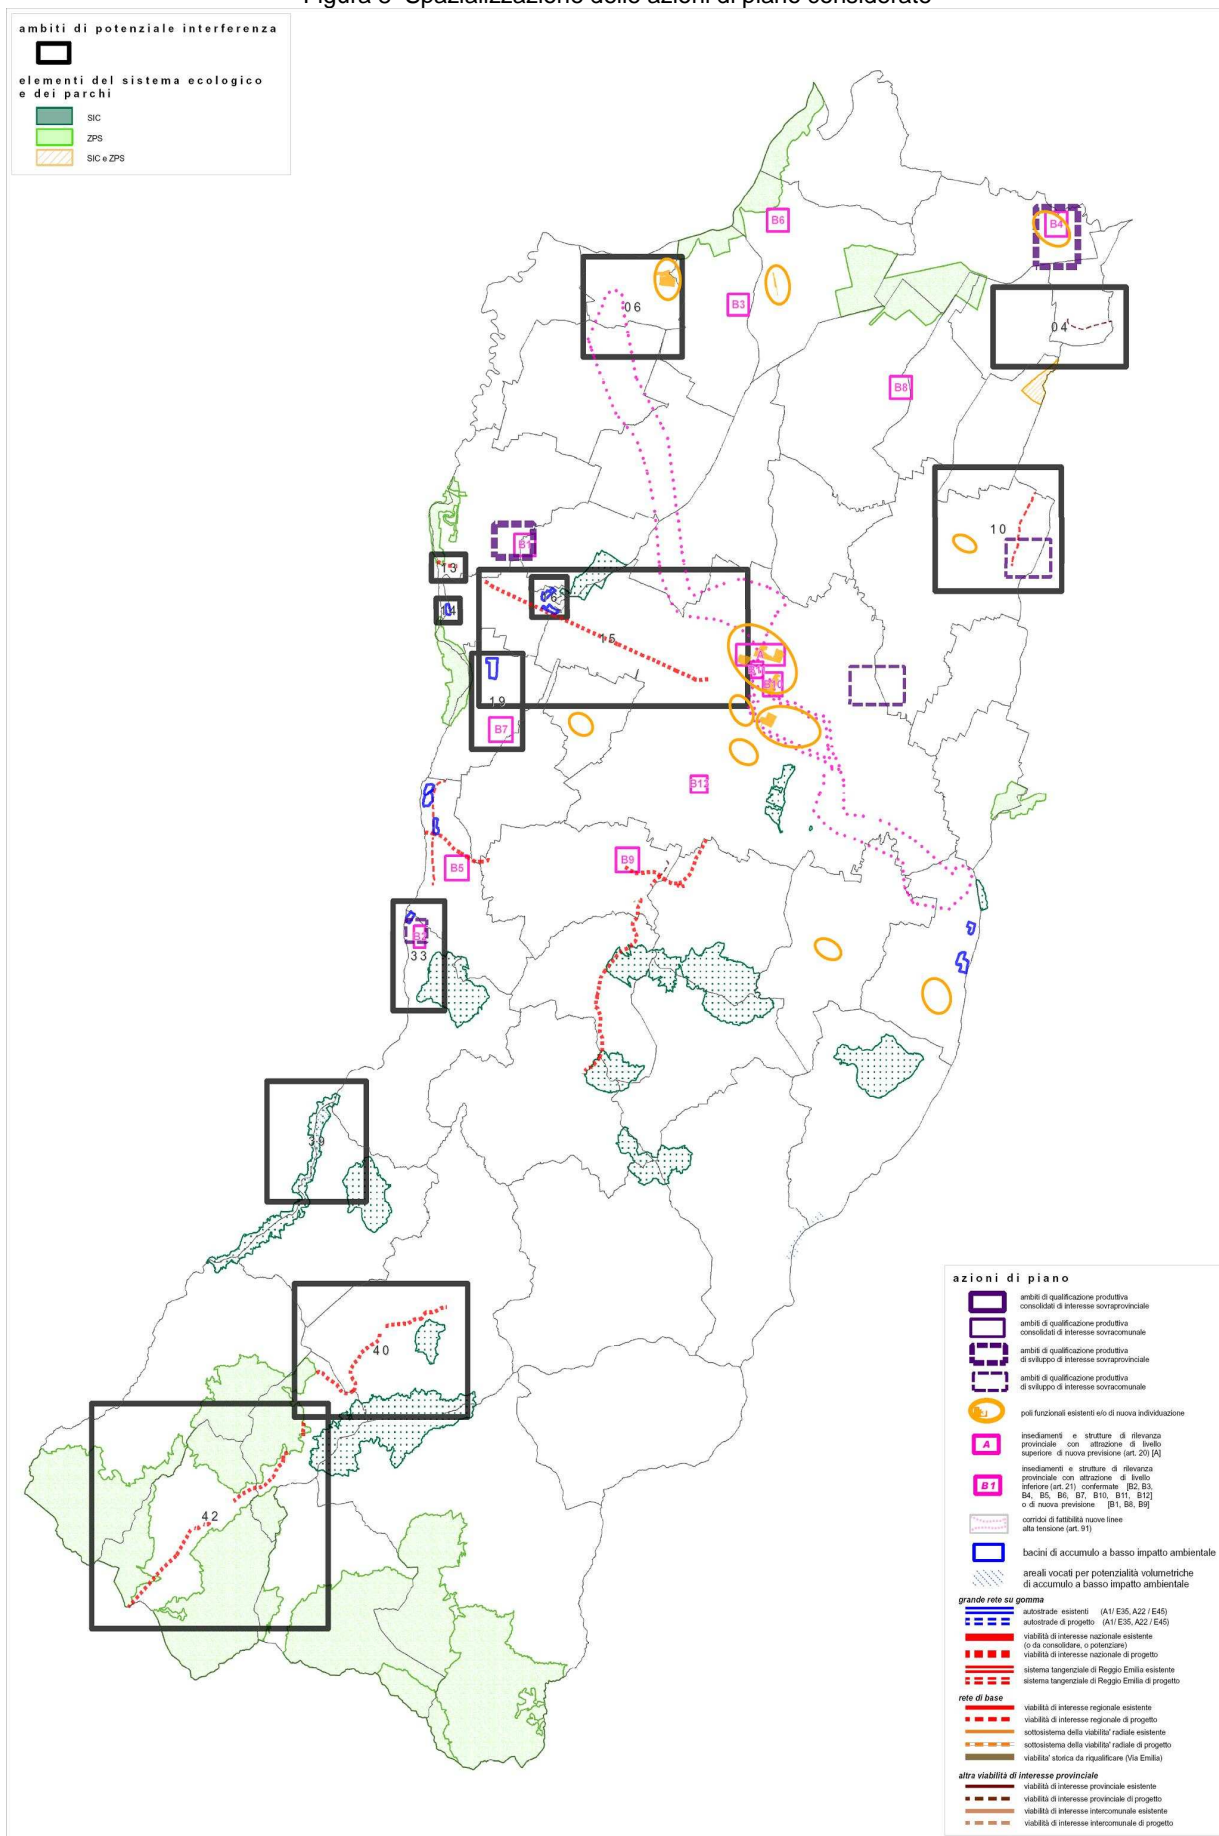 Figura 8- Spazializzazione delle azioni di piano considerate
ambiti di potenziale interferenza
elementi del sistema ecologico
e dei parchi
SIC
ZPS
SIC e ZPS
B6
B4
06
B3
04
B8
10
B1
13
16
14
15
A
B10
19
B7
B12
B9
B5
B2
33
39
40
42
azioni di piano
ambiti di qualificazione produttiva
consolidati di interesse sovraprovinciale
ambiti di qualificazione produttiva
consolidati di interesse sovracomunale
ambiti di qualificazione produttiva
di sviluppo di interesse sovraprovinciale
ambiti di qualificazione produttiva
di sviluppo di interesse sovracomunale
poli funzionali esistenti e/o di nuova individuazione
A
insediamenti e strutture di rilevanza
provinciale con attrazione di livello
superiore di nuova previsione (art. 20) [A]
B1
insediamenti e strutture di rilevanza
provinciale con attrazione di livello
inferiore (art. 21) confermate [B2, B3,
B4, B5, B6, B7, B10, B11, B12]
o di nuova previsione [B1, B8, B9]
corridoi di fattibilità nuove linee
alta tensione (art. 91)
bacini di accumulo a basso impatto ambientale
areali vocati per potenzialità volumetriche
di accumulo a basso impatto ambientale
grande rete su gomma
autostrade esistenti (A1/ E35, A22 / E45)
autostrade di progetto (A1/ E35, A22 / E45)
viabilità di interesse nazionale esistente
(o da consolidare, o potenziare)
viabilità di interesse nazionale di progetto
sistema tangenziale di Reggio Emilia esistente
sistema tangenziale di Reggio Emilia di progetto
rete di base
viabilità di interesse regionale esistente
viabilità di interesse regionale di progetto
sottosistema della viabilita' radiale esistente
sottosistema della viabilita' radiale di progetto
viabilita' storica da riqualificare (Via Emilia)
altra viabilità di interesse provinciale
viabilità di interesse provinciale esistente
viabilità di interesse provinciale di progetto
viabilità di interesse intercomunale esistente
viabilità di interesse intercomunale di progetto